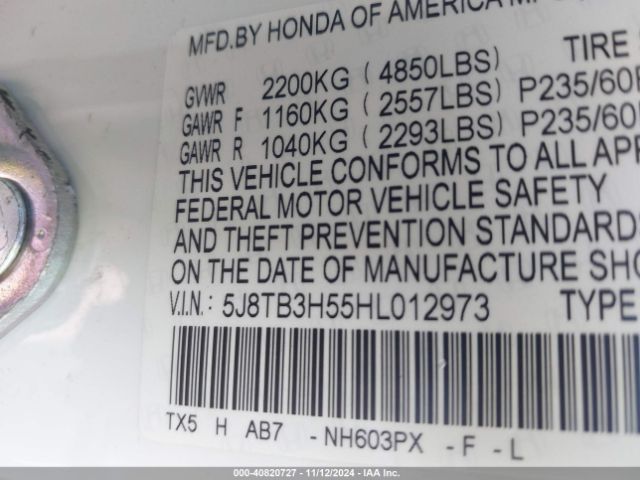 MFD.BY HONDA OF AMERICA
GVWR 2200KG ( 4850LBS) TIRE
GAWR F 1160KG ( 2557LBS) P235/60
GAWR R 1040KG ( 2293LBS) P235/60
THIS VEHICLE CONFORMS TO ALL
FEDERAL MOTOR VEHICLE SAFETY
AND THEFT PREVENTION STANDARD
ON THE DATE OF MANUFACTURE
V.I.N.: 5J8TB3H55HL012973 TYPE
TX5 H AB7 -NH603PX -F-L
000-40820727 - 11/12/2024 - IAA Inc.